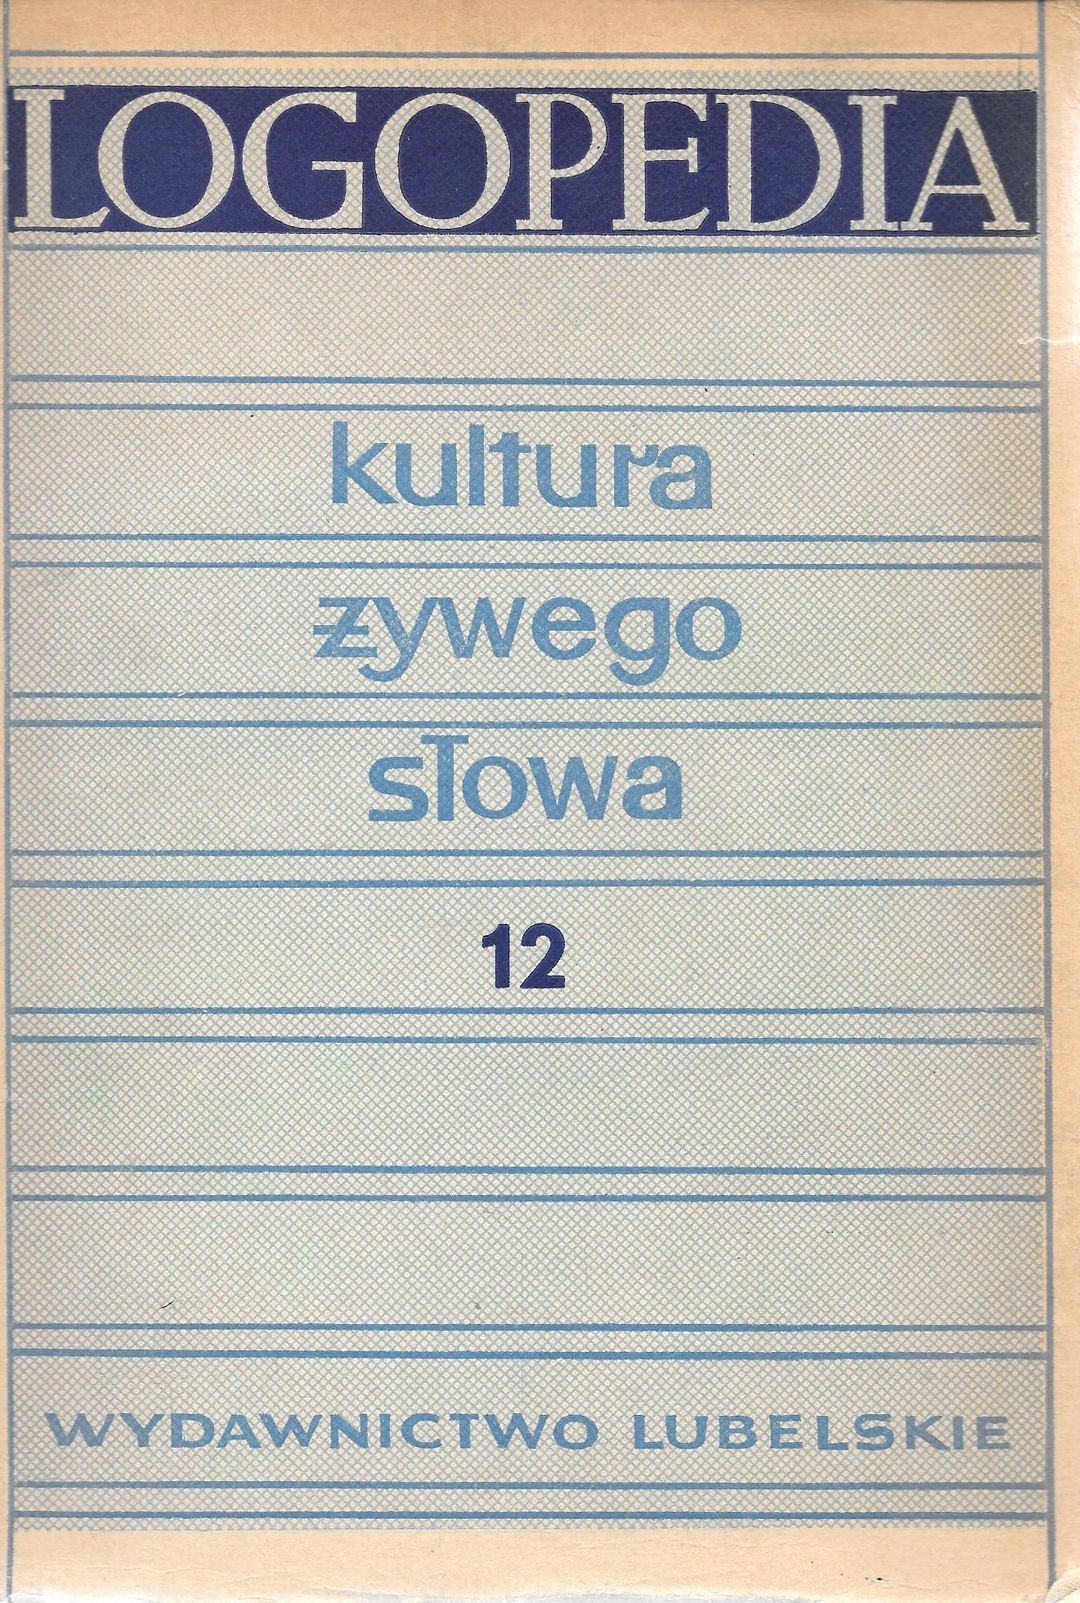 LOGOPEDIA
kultura
żywego
słowa
12
WYDAWNICTWO LUBELSKIE